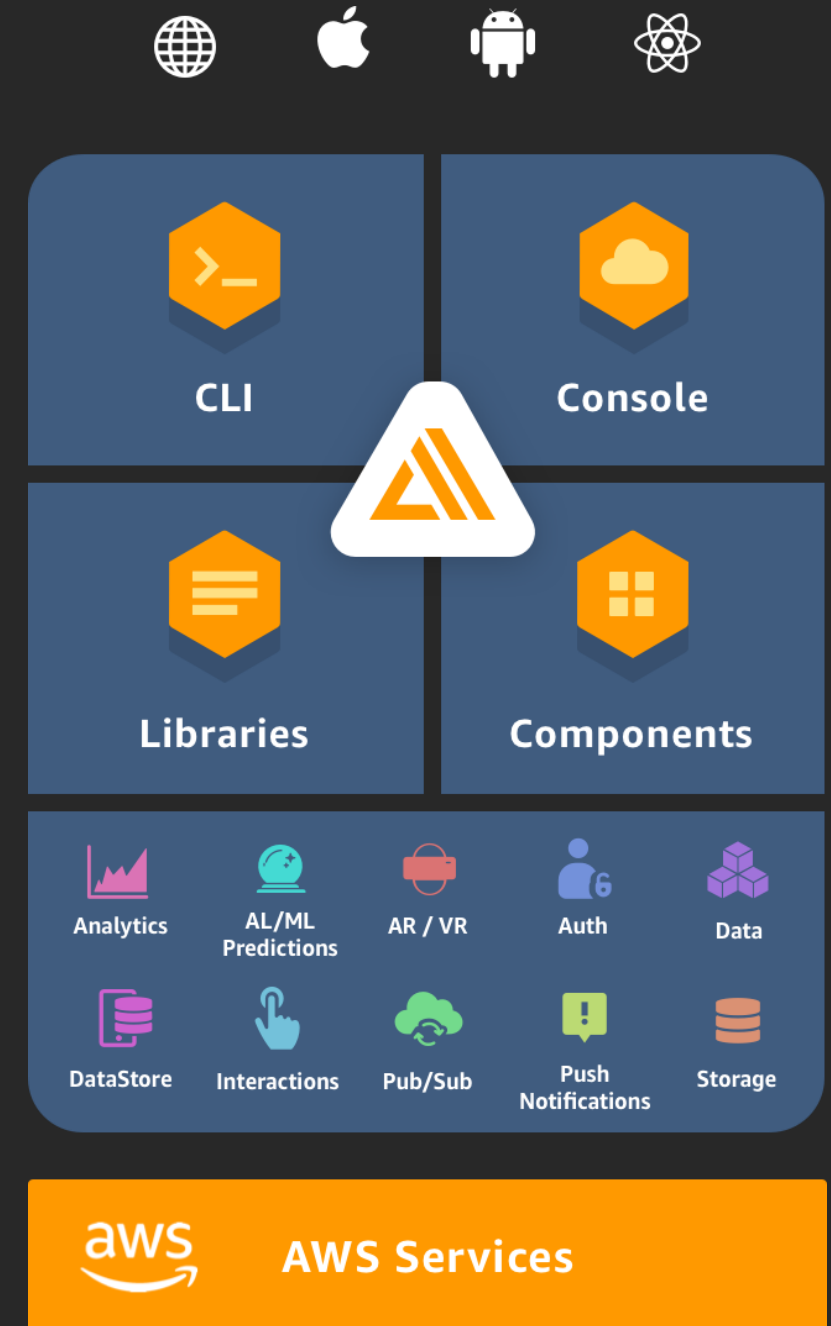 CLI
Console
Libraries
Components
Analytics
AL/ML
Predictions
AR / VR
Auth
Data
DataStore
Interactions
Pub/Sub
Push
Notifications
Storage
aws
AWS Services